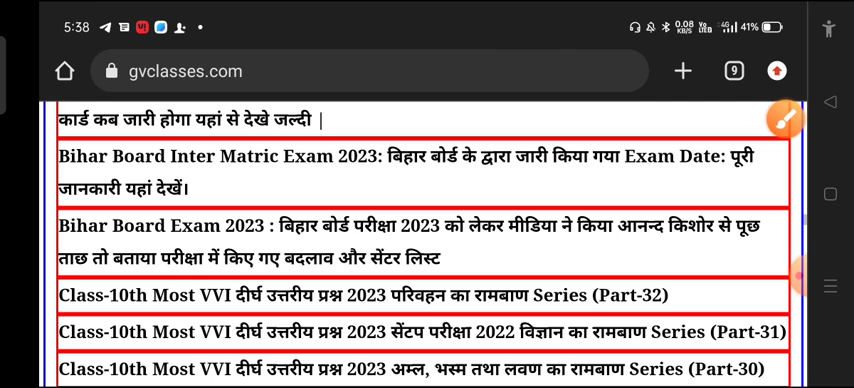 5:38
0.08 KB/S
Vo LTE
4G
41%
gvclasses.com
9
कार्ड कब जारी होगा यहां से देखे जल्दी |
Bihar Board Inter Matric Exam 2023: बिहार बोर्ड के द्वारा जारी किया गया Exam Date: पूरी
जानकारी यहां देखें।
Bihar Board Exam 2023 : बिहार बोर्ड परीक्षा 2023 को लेकर मीडिया ने किया आनन्द किशोर से पूछ
ताछ तो बताया परीक्षा में किए गए बदलाव और सेंटर लिस्ट
Class-10th Most VVI दीर्घ उत्तरीय प्रश्न 2023 परिवहन का रामबाण Series (Part-32)
Class-10th Most VVI दीर्घ उत्तरीय प्रश्न 2023 सेंटप परीक्षा 2022 विज्ञान का रामबाण Series (Part-31)
Class-10th Most VVI दीर्घ उत्तरीय प्रश्न 2023 अम्ल, भस्म तथा लवण का रामबाण Series (Part-30)